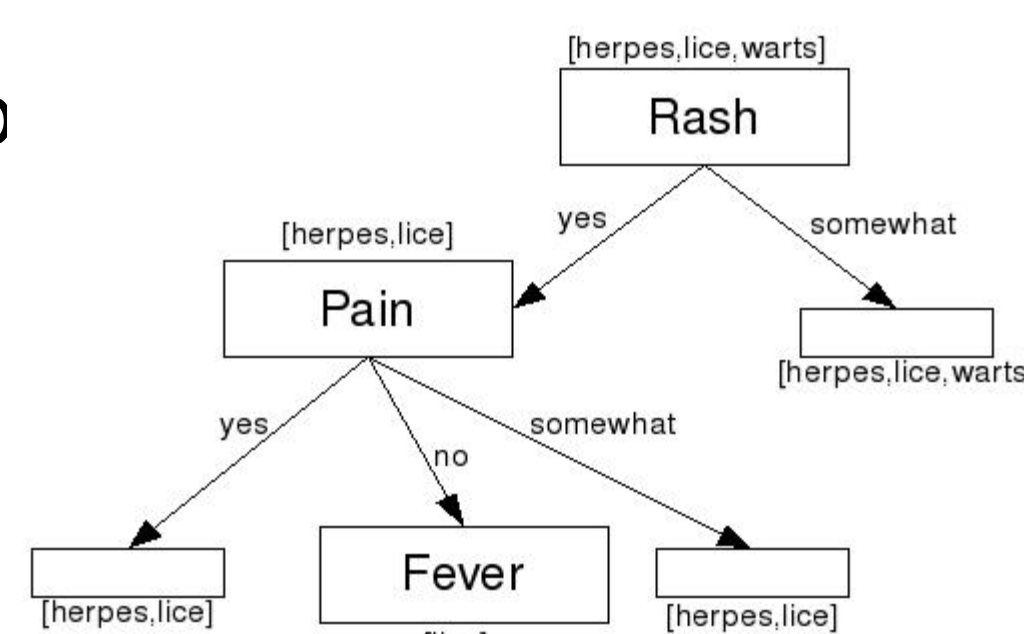 [herpes,lice,warts]
Rash
yes
somewhat
[herpes,lice]
Pain
[herpes,lice,warts
yes
no
somewhat
Fever
[herpes,lice]
[herpes,lice]